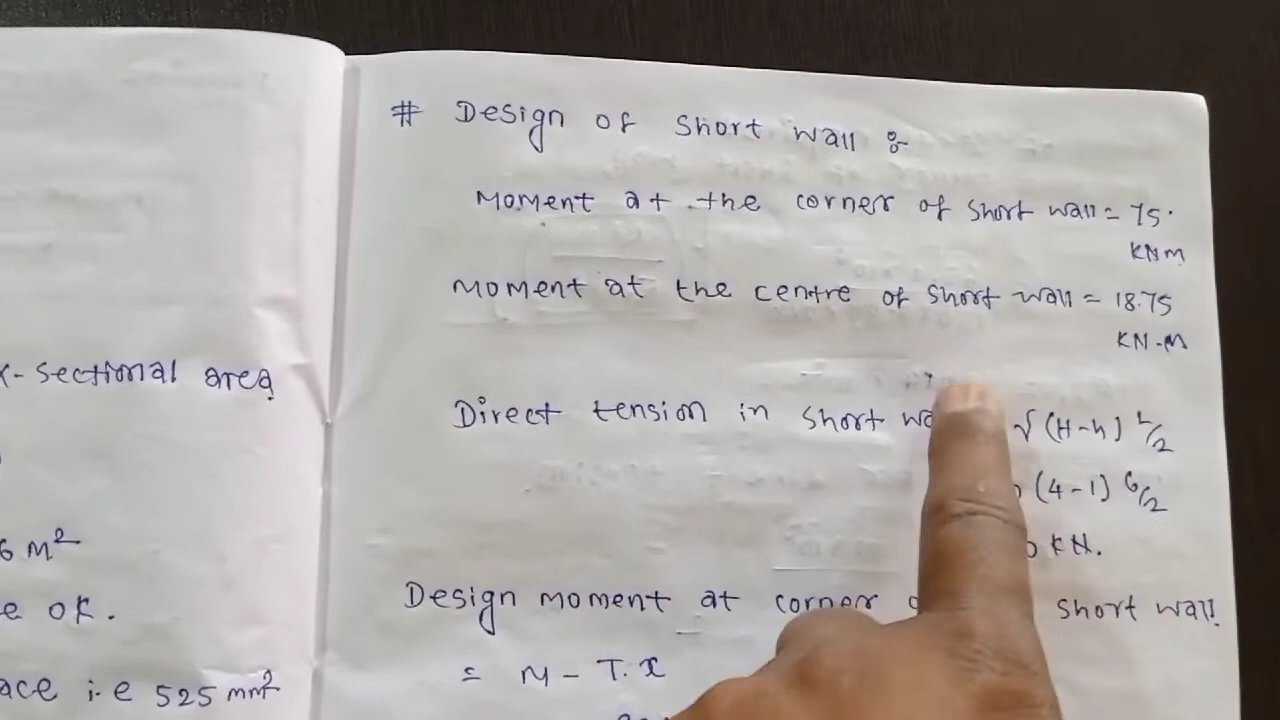 x-sectional area
6 m²
e ok.
ace i.e 525 mm²
# Design of short wall :-
Moment at the corner of short wall = 75.
KNm
Moment at the centre of short wall = 18.75
KN-m
Direct tension in short √(H-h) L/2
(4-1) 6/2
KN.
Design moment at corner short wall.
= M - T.x